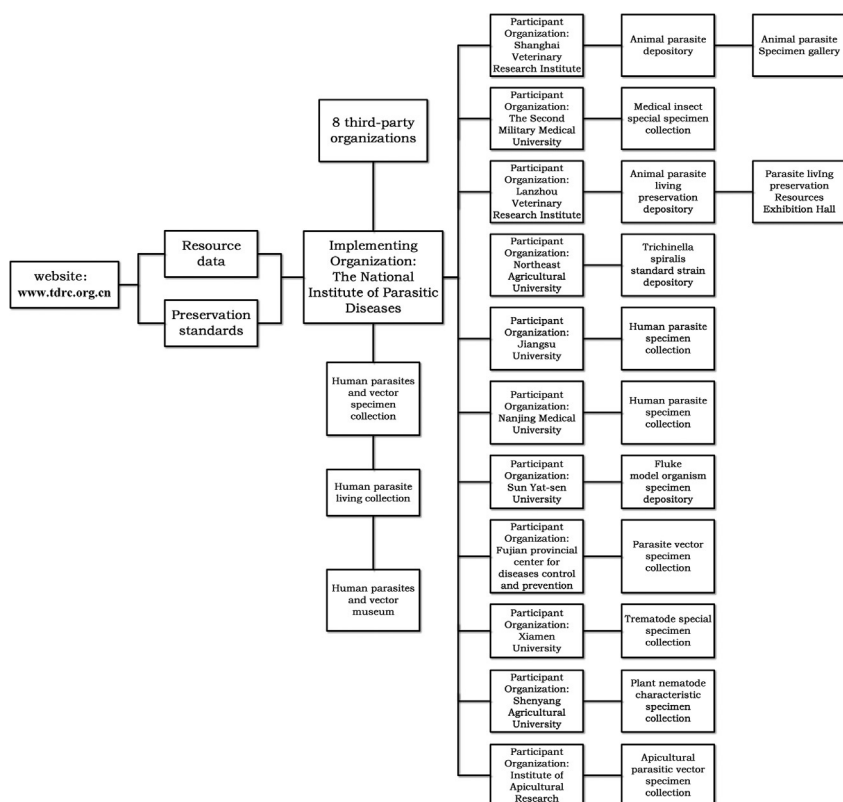 8 third-party
organizations
Resource
data
website:
www.tdrc.org.cn
Preservation
standards
Implementing
Organization:
The National
Institute of Parasitic
Diseases
Human parasites
and vector
specimen
collection
Human parasite
living collection
Human parasites
and vector
museum
Participant
Organization:
Shanghai
Veterinary
Research Institute
Animal parasite
depository
Animal parasite
Specimen gallery
Participant
Organization:
The Second
Military Medical
University
Medical insect
special specimen
collection
Participant
Organization:
Lanzhou
Veterinary
Research Institute
Animal parasite
living
preservation
depository
Parasite livIng
preservation
Resources
Exhibition Hall
Participant
Organization:
Northeast
Agricultural
University
Trichinella
spiralis
standard strain
depository
Participant
Organization:
Jiangsu
University
Human parasite
specimen
collection
Participant
Organization:
Nanjing Medical
University
Human parasite
specimen
collection
Participant
Organization:
Sun Yat-sen
University
Fluke
model organism
specimen
depository
Participant
Organization:
Fujian provincial
center for
diseases control
and prevention
Parasite vector
specimen
collection
Participant
Organization:
Xiamen
University
Trematode special
specimen
collection
Participant
Organization:
Shenyang
Agricultural
University
Plant nematode
characteristic
specimen
collection
Participant
Organization:
Institute of
Apicultural
Research
Apicultural
parasitic vector
specimen
collection